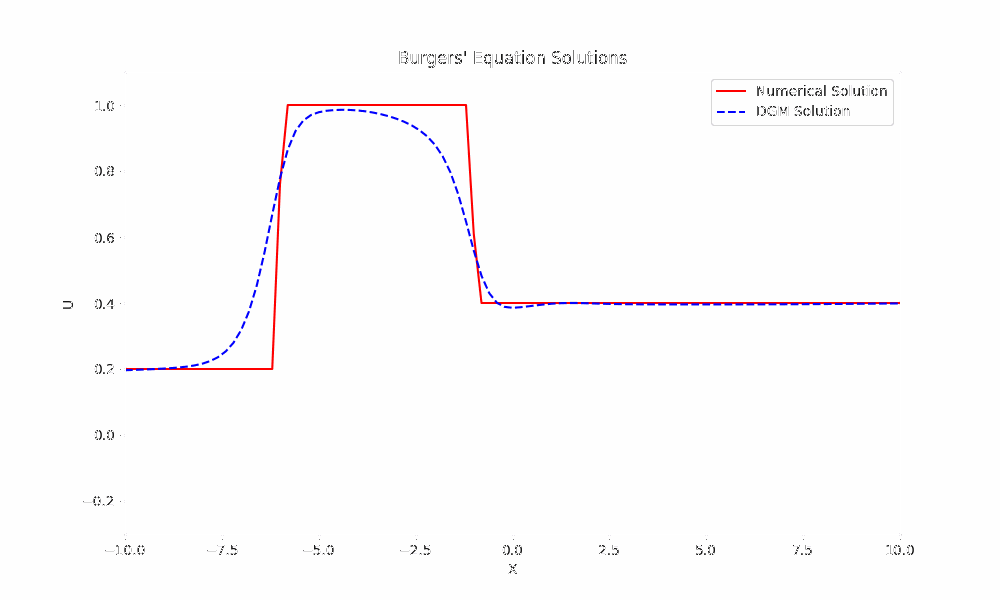 Burgers' Equation Solutions
Numerical Solution
DGM Solution
1.0
0.8
0.6
U
0.4
0.2
0.0
−0.2
−10.0 −7.5 −5.0 −2.5 0.0 2.5 5.0 7.5 10.0
X